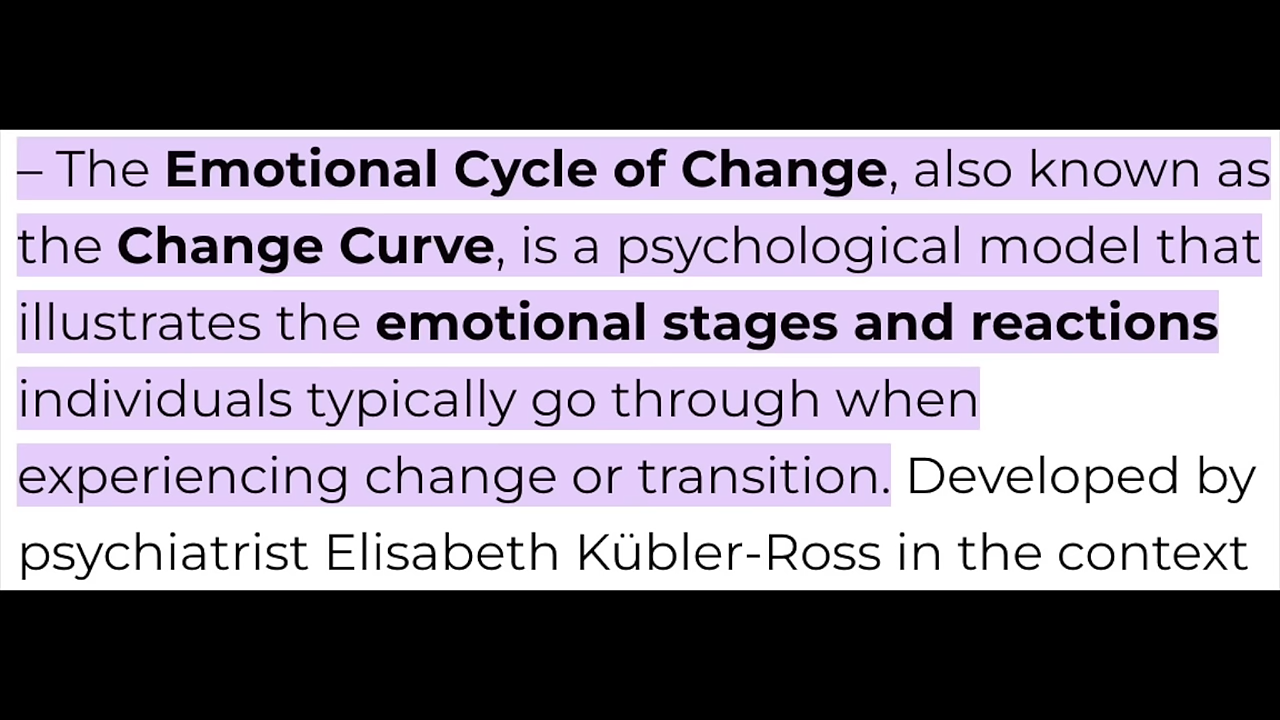 – The Emotional Cycle of Change, also known as
the Change Curve, is a psychological model that
illustrates the emotional stages and reactions
individuals typically go through when
experiencing change or transition. Developed by
psychiatrist Elisabeth Kübler-Ross in the context